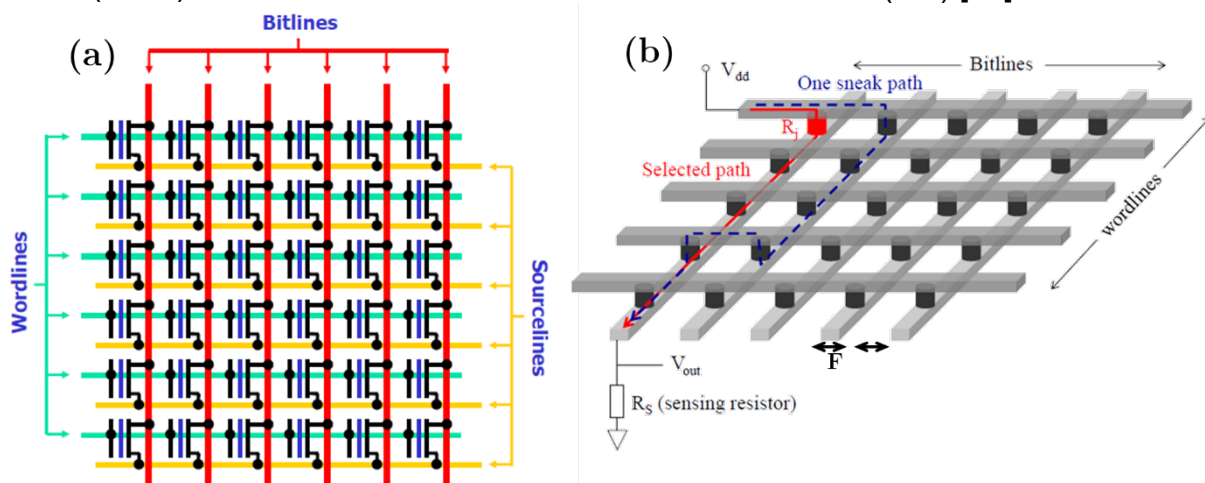 (a)
Bitlines
Wordlines
Sourcelines
(b)
V_dd
Bitlines
One sneak path
R_j
Selected path
wordlines
F
V_out
R_S (sensing resistor)